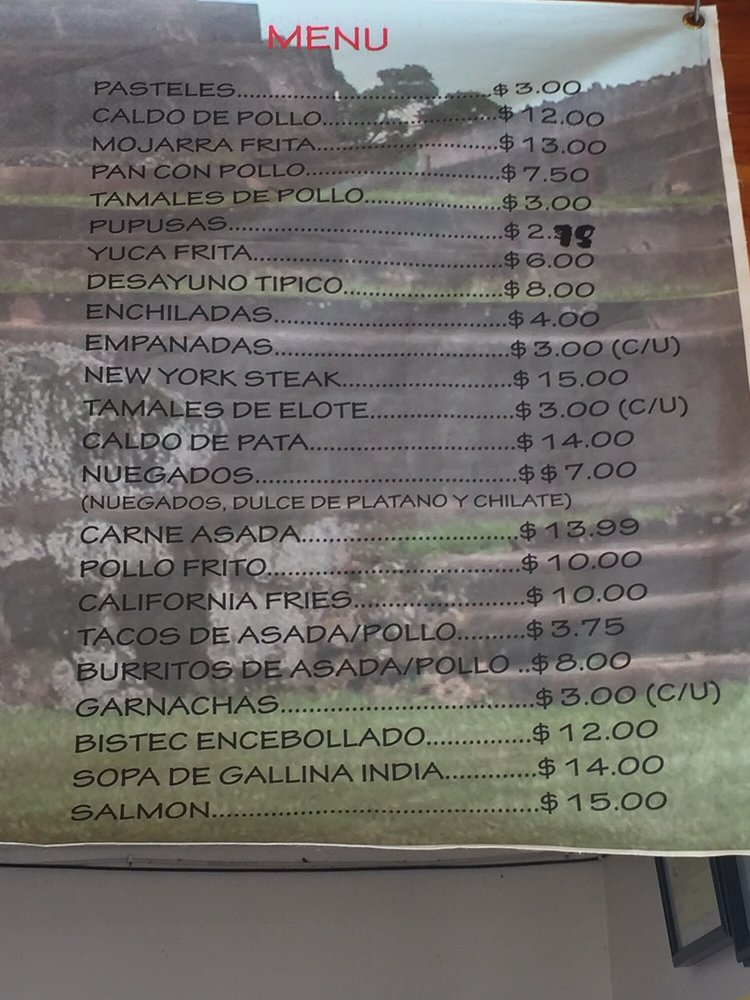 MENU
PASTELES..............................$ 3.00
CALDO DE POLLO....................$ 12.00
MOJARRA FRITA.....................$ 13.00
PAN CON POLLO......................$ 7.50
TAMALES DE POLLO................$ 3.00
PUPUSAS...............................$ 2.
YUCA FRITA............................$6.00
DESAYUNO TIPICO..................$8.00
ENCHILADAS..........................$ 4.00
EMPANADAS..........................$ 3.00 (C/U)
NEW YORK STEAK...................$ 15.00
TAMALES DE ELOTE................$3.00 (C/U)
CALDO DE PATA.......................$ 14.00
NUEGADOS.............................$$ 7.00
(NUEGADOS, DULCE DE PLATANO Y CHILATE)
CARNE ASADA.........................$ 13.99
POLLO FRITO...........................$ 10.00
CALIFORNIA FRIES...................$ 10.00
TACOS DE ASADA/POLLO.........$3.75
BURRITOS DE ASADA/POLLO ..$8.00
GARNACHAS............................$3.00 (C/U)
BISTEC ENCEBOLLADO.............$ 12.00
SOPA DE GALLINA INDIA...........$ 14.00
SALMON....................................$ 15.00